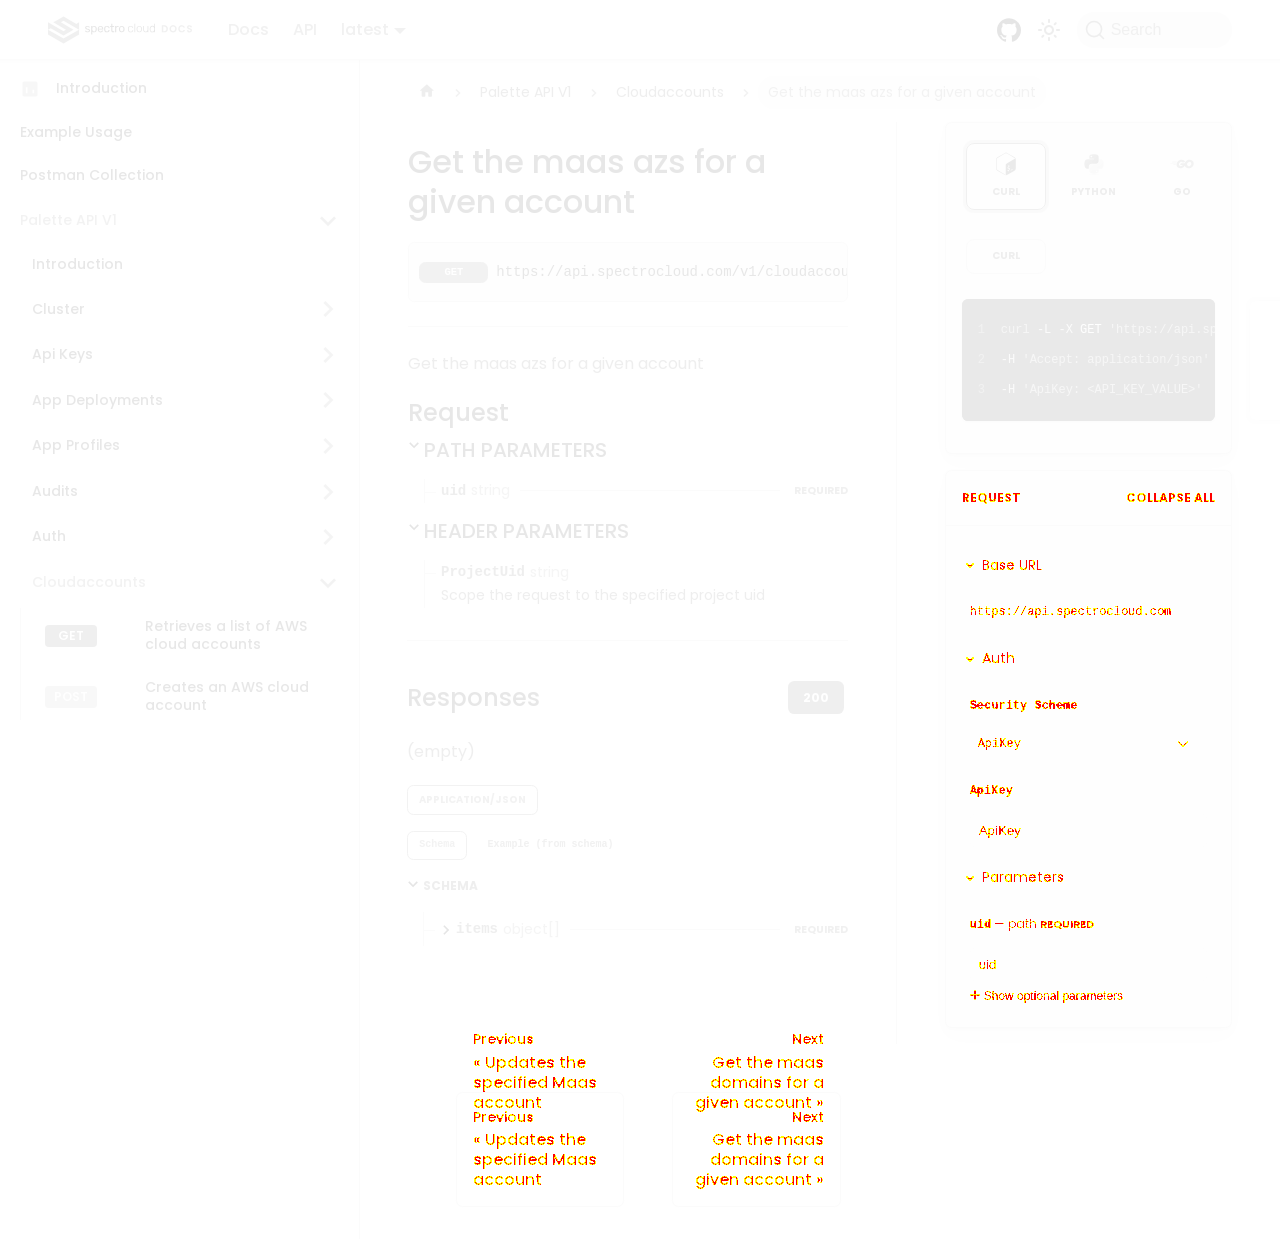 spectro cloud DOCS
Docs
API
latest
Search
Introduction
Example Usage
Postman Collection
Palette API V1
Introduction
Cluster
Api Keys
App Deployments
App Profiles
Audits
Auth
Cloudaccounts
GET
Retrieves a list of AWS
cloud accounts
POST
Creates an AWS cloud
account
Palette API V1
Cloudaccounts
Get the maas azs for a given account
Get the maas azs for a
given account
GET
https://api.spectrocloud.com/v1/cloudaccou
Get the maas azs for a given account
Request
PATH PARAMETERS
uid string
REQUIRED
HEADER PARAMETERS
ProjectUid string
Scope the request to the specified project uid
Responses
200
(empty)
APPLICATION/JSON
Schema
Example (from schema)
SCHEMA
items object[]
REQUIRED
Previous
« Updates the
specified Maas
account
Next
Get the maas
domains for a
given account »
Previous
« Updates the
specified Maas
account
Next
Get the maas
domains for a
given account »
CURL
PYTHON
GO
CURL
1 curl -L -X GET 'https://api.sp
2 -H 'Accept: application/json'
3 -H 'ApiKey: <API_KEY_VALUE>'
REQUEST
COLLAPSE ALL
Base URL
https://api.spectrocloud.com
Auth
Security Scheme
ApiKey
ApiKey
ApiKey
Parameters
uid — path REQUIRED
uid
Show optional parameters